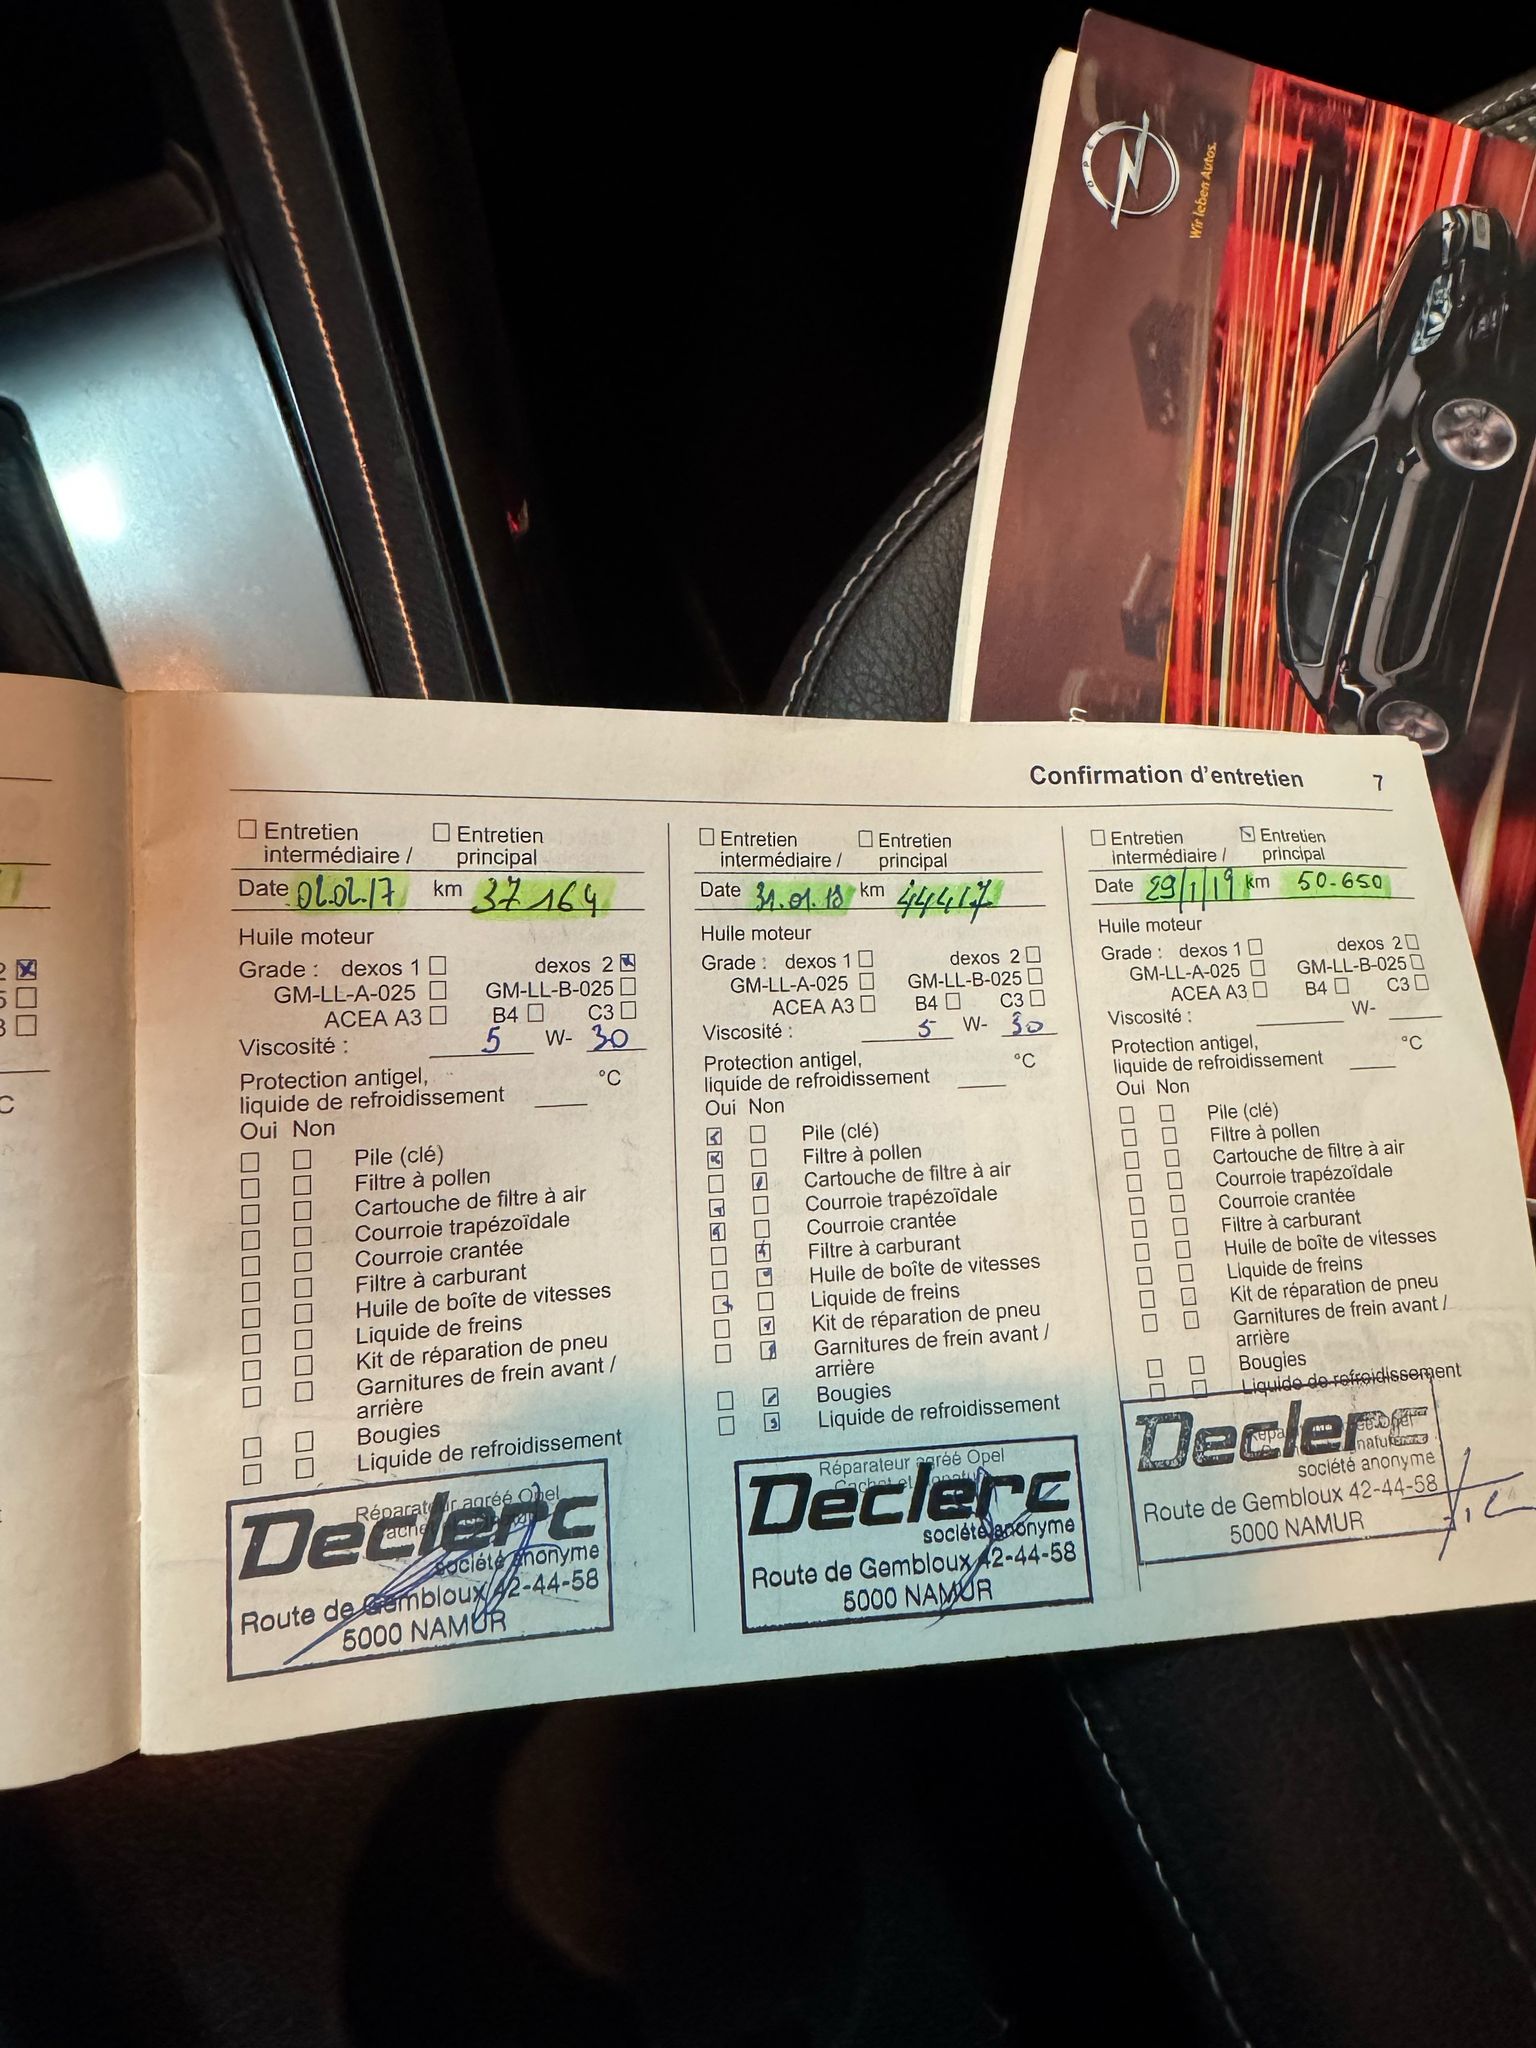 OPEL
Wir leben Autos.
Confirmation d'entretien 7
Entretien intermédiaire /
Entretien principal
Date 02.02.17 km 37 164
Huile moteur
Grade : dexos 1 dexos 2
GM-LL-A-025 GM-LL-B-025
ACEA A3 B4 C3
Viscosité : 5 W- 30
Protection antigel,
liquide de refroidissement °C
Oui Non
Pile (clé)
Filtre à pollen
Cartouche de filtre à air
Courroie trapézoïdale
Courroie crantée
Filtre à carburant
Huile de boîte de vitesses
Liquide de freins
Kit de réparation de pneu
Garnitures de frein avant /
arrière
Bougies
Liquide de refroidissement
Réparateur agréé Opel
Declerc
société anonyme
Route de Gembloux 42-44-58
5000 NAMUR
Entretien intermédiaire /
Entretien principal
Date 31.01.18 km 44417
Huile moteur
Grade : dexos 1 dexos 2
GM-LL-A-025 GM-LL-B-025
ACEA A3 B4 C3
Viscosité : 5 W- 30
Protection antigel,
liquide de refroidissement °C
Oui Non
Pile (clé)
Filtre à pollen
Cartouche de filtre à air
Courroie trapézoïdale
Courroie crantée
Filtre à carburant
Huile de boîte de vitesses
Liquide de freins
Kit de réparation de pneu
Garnitures de frein avant /
arrière
Bougies
Liquide de refroidissement
Réparateur agréé Opel
Declerc
société anonyme
Route de Gembloux 42-44-58
5000 NAMUR
Entretien intermédiaire /
Entretien principal
Date 29/1/19 km 50.650
Huile moteur
Grade : dexos 1 dexos 2
GM-LL-A-025 GM-LL-B-025
ACEA A3 B4 C3
Viscosité : W-
Protection antigel,
liquide de refroidissement °C
Oui Non
Pile (clé)
Filtre à pollen
Cartouche de filtre à air
Courroie trapézoïdale
Courroie crantée
Filtre à carburant
Huile de boîte de vitesses
Liquide de freins
Kit de réparation de pneu
Garnitures de frein avant /
arrière
Bougies
Liquide de refroidissement
Declerc
société anonyme
Route de Gembloux 42-44-58
5000 NAMUR